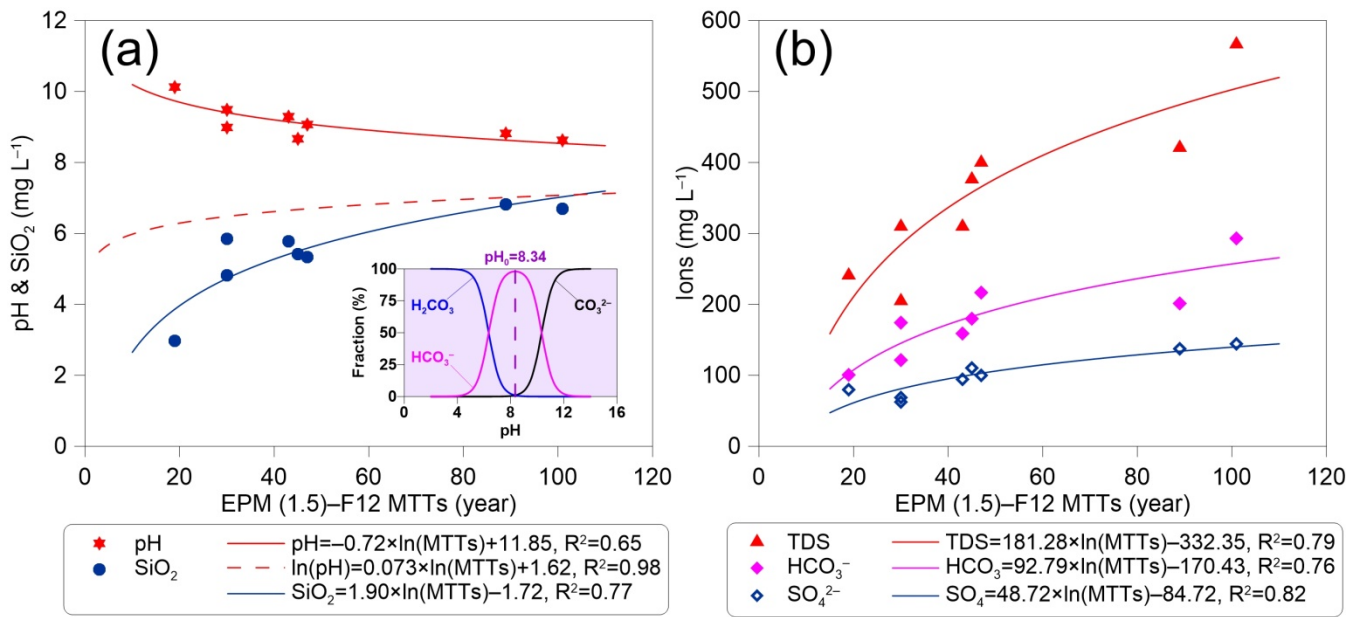 (a)
12
10
8
6
4
2
0
pH & SiO₂ (mg L⁻¹)
0 20 40 60 80 100 120
EPM (1.5)–F12 MTTs (year)
pH₀=8.34
100
75
50
25
0
Fraction (%)
H₂CO₃
CO₃²⁻
HCO₃⁻
0 4 8 12 16
pH
pH
pH=–0.72×ln(MTTs)+11.85, R²=0.65
ln(pH)=0.073×ln(MTTs)+1.62, R²=0.98
SiO₂
SiO₂=1.90×ln(MTTs)–1.72, R²=0.77
(b)
600
500
400
300
200
100
0
Ions (mg L⁻¹)
0 20 40 60 80 100 120
EPM (1.5)–F12 MTTs (year)
TDS
TDS=181.28×ln(MTTs)–332.35, R²=0.79
HCO₃⁻
HCO₃=92.79×ln(MTTs)–170.43, R²=0.76
SO₄²⁻
SO₄=48.72×ln(MTTs)–84.72, R²=0.82